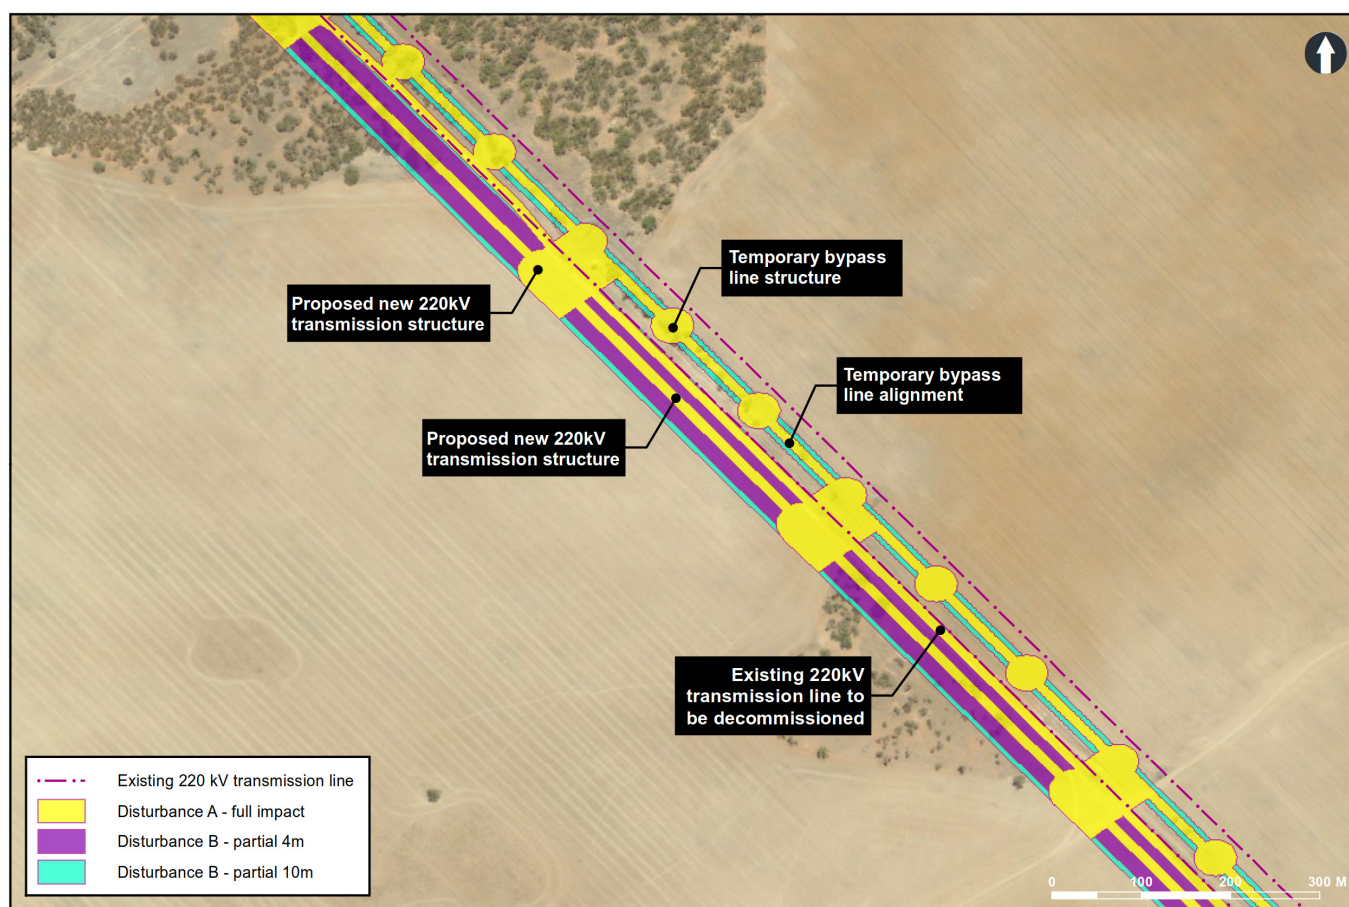 Temporary bypass
line structure
Proposed new 220kV
transmission structure
Temporary bypass
line alignment
Proposed new 220kV
transmission structure
Existing 220kV
transmission line to
be decommissioned
Existing 220 kV transmission line
Disturbance A - full impact
Disturbance B - partial 4m
Disturbance B - partial 10m
0 100 200 300 M